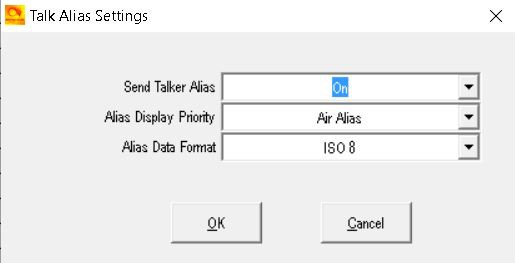 Talk Alias Settings
Send Talker Alias On
Alias Display Priority Air Alias
Alias Data Format ISO 8
OK Cancel